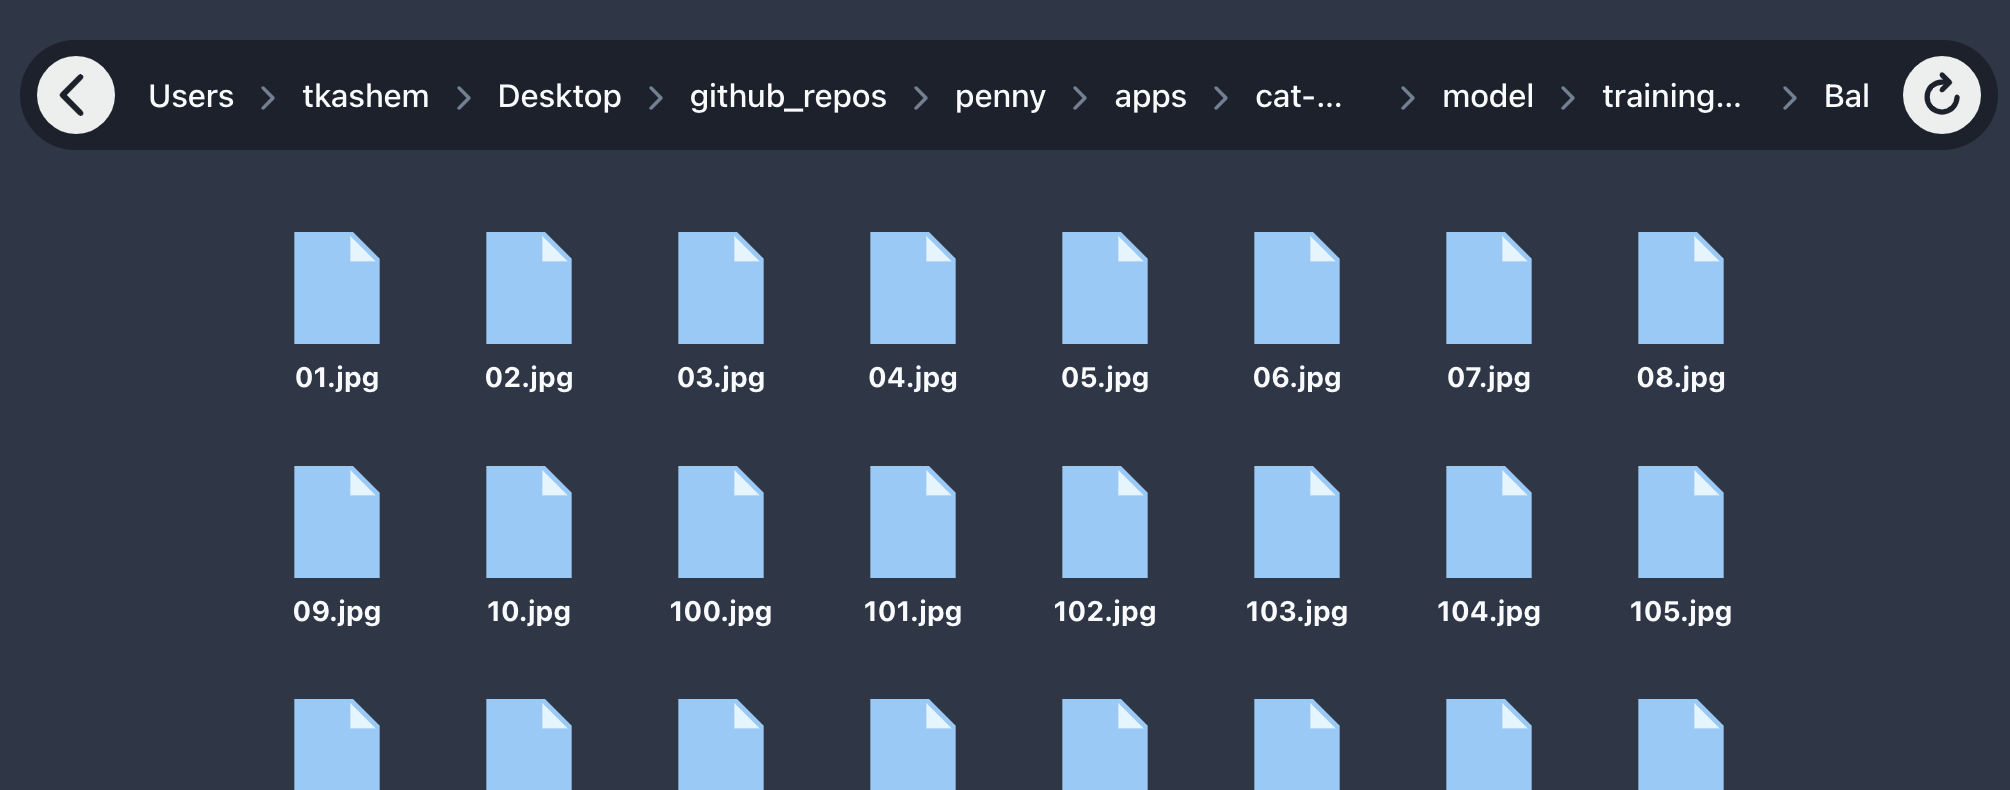 Users > tkashem > Desktop > github_repos > penny > apps > cat-... > model > training... > Bal
01.jpg 02.jpg 03.jpg 04.jpg 05.jpg 06.jpg 07.jpg 08.jpg
09.jpg 10.jpg 100.jpg 101.jpg 102.jpg 103.jpg 104.jpg 105.jpg